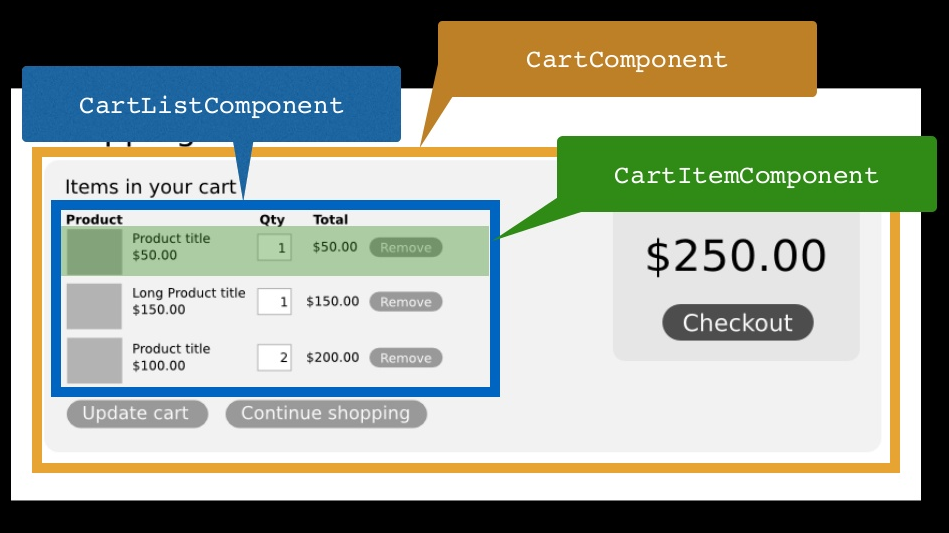 CartComponent
CartListComponent
CartItemComponent
Items in your cart
Product Qty Total
Product title
$50.00
1 $50.00 Remove
Long Product title
$150.00
1 $150.00 Remove
Product title
$100.00
2 $200.00 Remove
Update cart Continue shopping
$250.00
Checkout